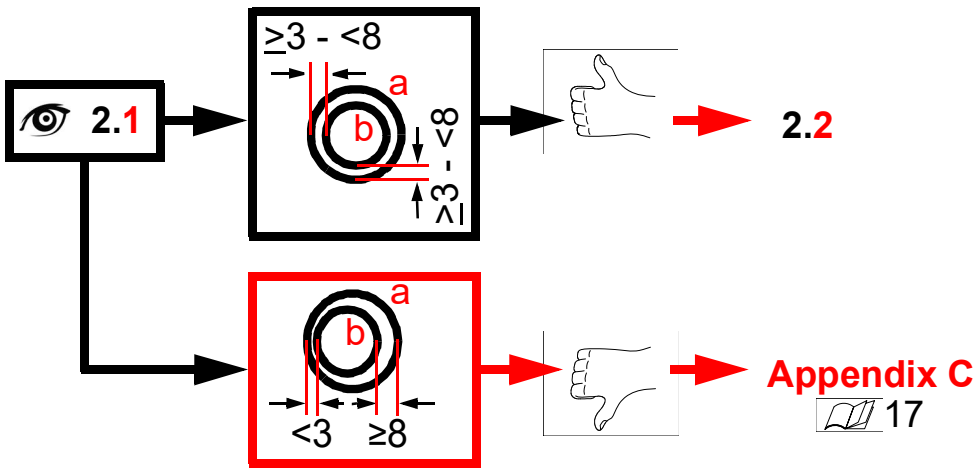 ≥3 - <8
a
b
≥3 - <8
2.1
2.2
a
b
<3
≥8
Appendix C
17